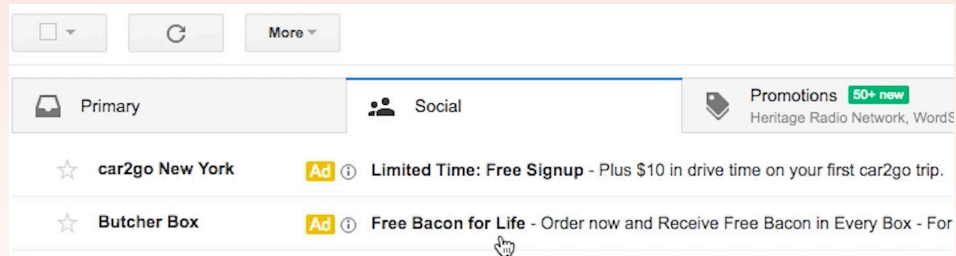 More
Primary
Social
Promotions 50+ new
Heritage Radio Network,
car2go New York Ad Limited Time: Free Signup - Plus $10 in drive time on your first car2go trip.
Butcher Box Ad Free Bacon for Life - Order now and Receive Free Bacon in Every Box - For